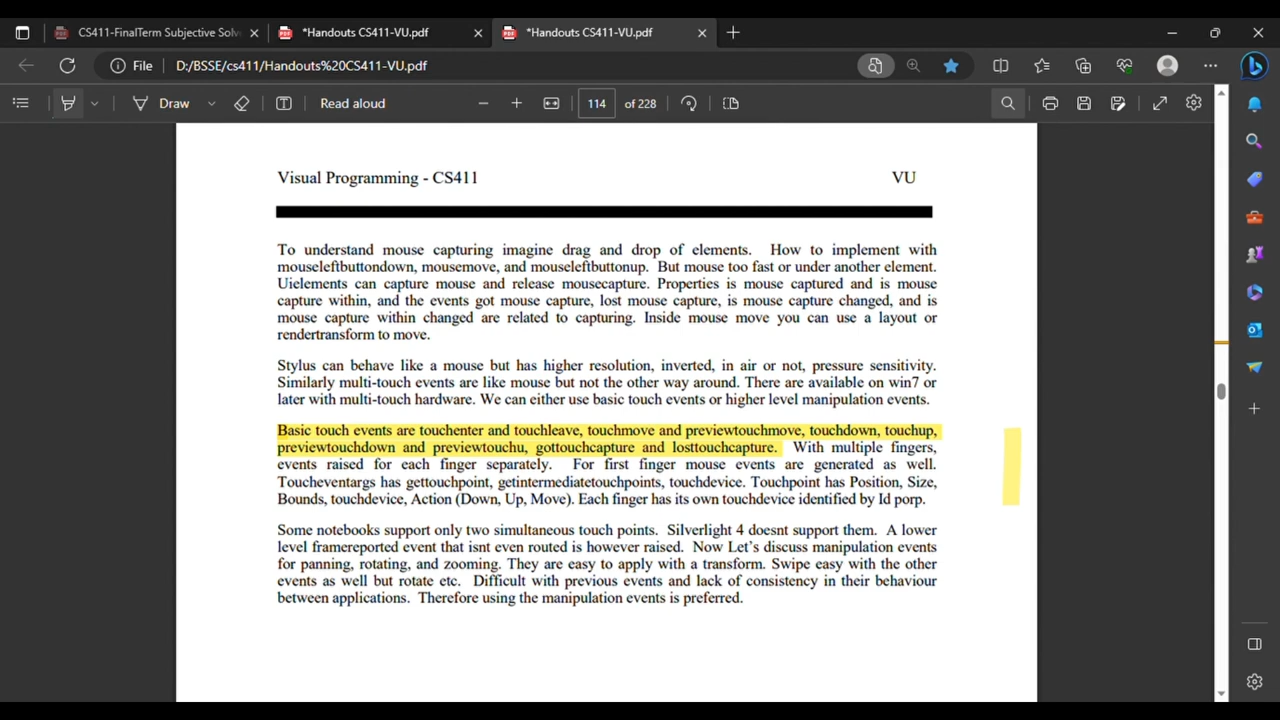 CS411-FinalTerm Subjective Solv
*Handouts CS411-VU.pdf
*Handouts CS411-VU.pdf
File
D:/BSSE/cs411/Handouts%20CS411-VU.pdf
Draw
Read aloud
114
of 228
Visual Programming - CS411
VU
To understand mouse capturing imagine drag and drop of elements. How to implement with
mouseleftbuttondown, mousemove, and mouseleftbuttonup. But mouse too fast or under another element.
Uielements can capture mouse and release mousecapture. Properties is mouse captured and is mouse
capture within, and the events got mouse capture, lost mouse capture, is mouse capture changed, and is
mouse capture within changed are related to capturing. Inside mouse move you can use a layout or
rendertransform to move.
Stylus can behave like a mouse but has higher resolution, inverted, in air or not, pressure sensitivity.
Similarly multi-touch events are like mouse but not the other way around. There are available on win7 or
later with multi-touch hardware. We can either use basic touch events or higher level manipulation events.
Basic touch events are touchenter and touchleave, touchmove and previewtouchmove, touchdown, touchup,
previewtouchdown and previewtouchu, gottouchcapture and losttouchcapture. With multiple fingers,
events raised for each finger separately. For first finger mouse events are generated as well.
Toucheventargs has gettouchpoint, getintermediatetouchpoints, touchdevice. Touchpoint has Position, Size,
Bounds, touchdevice, Action (Down, Up, Move). Each finger has its own touchdevice identified by Id porp.
Some notebooks support only two simultaneous touch points. Silverlight 4 doesnt support them. A lower
level framereported event that isnt even routed is however raised. Now Let's discuss manipulation events
for panning, rotating, and zooming. They are easy to apply with a transform. Swipe easy with the other
events as well but rotate etc. Difficult with previous events and lack of consistency in their behaviour
between applications. Therefore using the manipulation events is preferred.